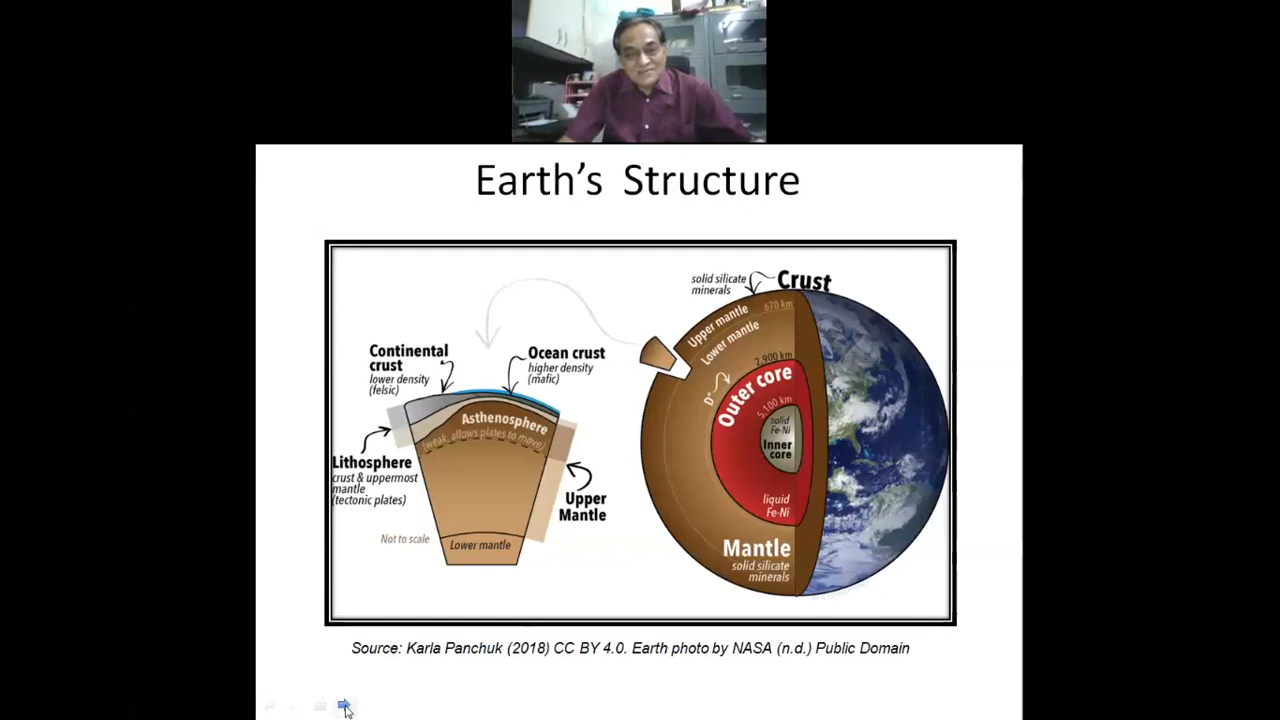 Earth's Structure
solid silicate
minerals
Crust
670 km
Upper mantle
Lower mantle
2,900 km
D"
Outer core
5,100 km
solid
Fe-Ni
Inner
core
liquid
Fe-Ni
Mantle
solid silicate
minerals
Continental
crust
lower density
(felsic)
Ocean crust
higher density
(mafic)
Asthenosphere
(weak, allows plates to move)
Lithosphere
crust & uppermost
mantle
(tectonic plates)
Upper
Mantle
Not to scale
Lower mantle
Source: Karla Panchuk (2018) CC BY 4.0. Earth photo by NASA (n.d.) Public Domain